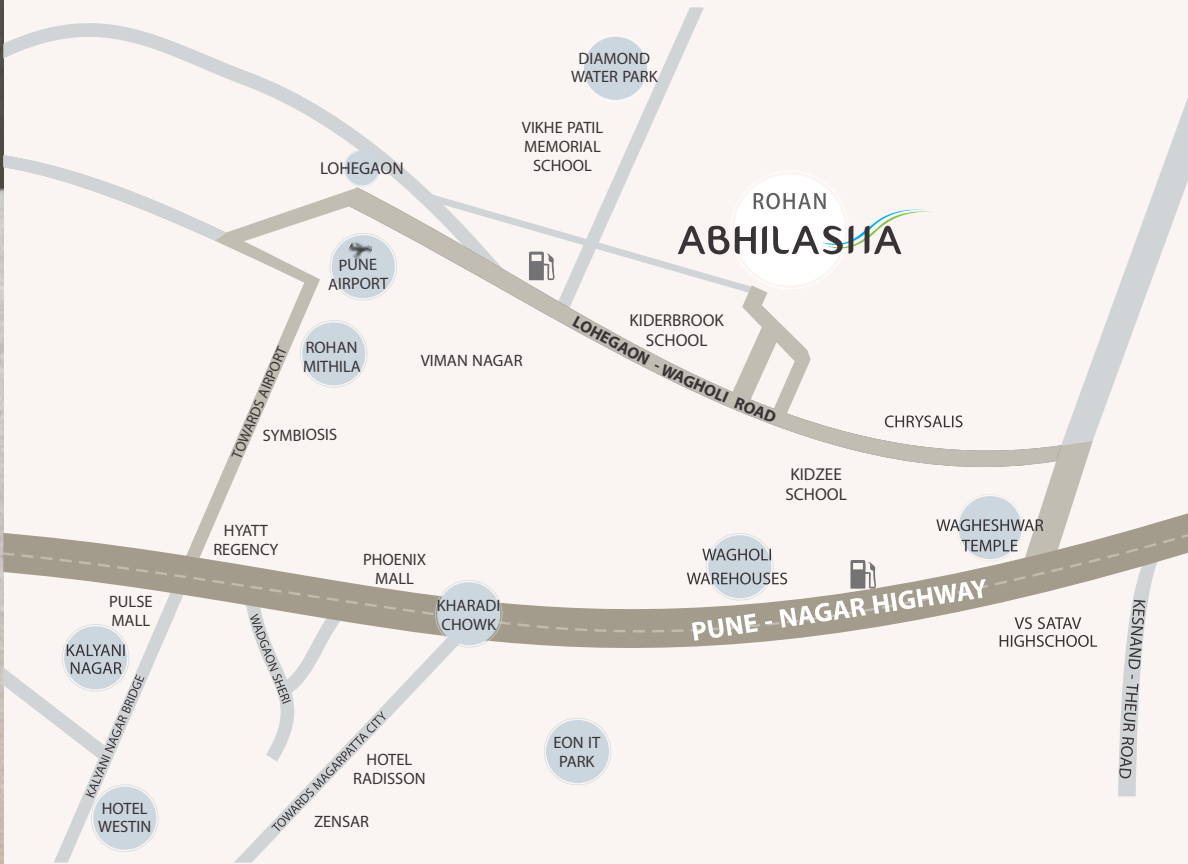 DIAMOND
WATER PARK
VIKHE PATIL
MEMORIAL
SCHOOL
LOHEGAON
ROHAN
ABHILASHA
PUNE
AIRPORT
KIDERBROOK
SCHOOL
LOHEGAON - WAGHOLI ROAD
ROHAN
MITHILA
VIMAN NAGAR
TOWARDS AIRPORT
SYMBIOSIS
CHRYSALIS
KIDZEE
SCHOOL
HYATT
REGENCY
PHOENIX
MALL
WAGHOLI
WAREHOUSES
WAGHESHWAR
TEMPLE
PUNE - NAGAR HIGHWAY
PULSE
MALL
KHARADI
CHOWK
VS SATAV
HIGHSCHOOL
KALYANI
NAGAR
WADGAON SHERI
KESNAND - THEUR ROAD
KALYANI NAGAR BRIDGE
TOWARDS MAGARPATTA CITY
EON IT
PARK
HOTEL
RADISSON
HOTEL
WESTIN
ZENSAR